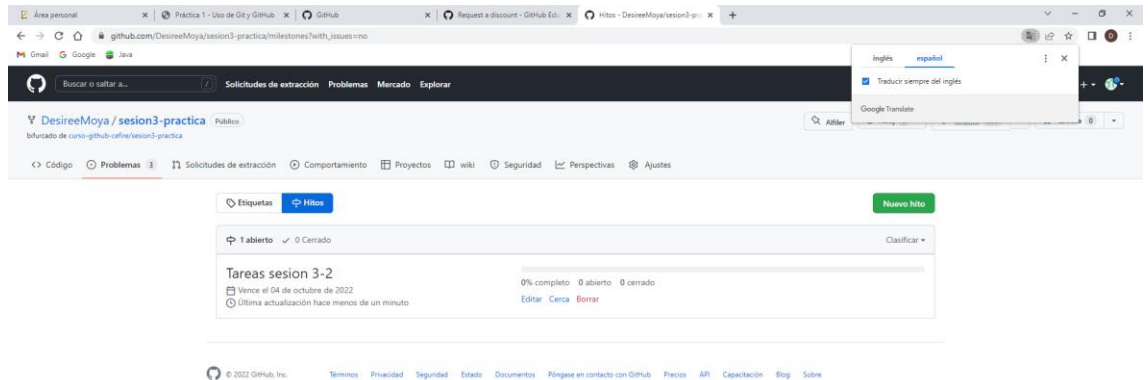 Área personal
Práctica 1 - Uso de Git y GitHub
GitHub
Request a discount - GitHub Edu
Hitos - DesireeMoya/sesion3-pr
github.com/DesireeMoya/sesion3-practica/milestones?with_issues=no
Gmail Google Java
inglés español
Traducir siempre del inglés
Google Translate
Buscar o saltar a... / Solicitudes de extracción Problemas Mercado Explorar
DesireeMoya / sesion3-practica Público
Alfiler
0
bifurcado de curso-github-cefire/sesion3-practica
Código Problemas 3 Solicitudes de extracción Comportamiento Proyectos wiki Seguridad Perspectivas Ajustes
Etiquetas Hitos Nuevo hito
1 abierto 0 Cerrado Clasificar
Tareas sesion 3-2
Vence el 04 de octubre de 2022
Última actualización hace menos de un minuto
0% completo 0 abierto 0 cerrado
Editar Cerca Borrar
© 2022 GitHub, Inc. Términos Privacidad Seguridad Estado Documentos Póngase en contacto con GitHub Precios API Capacitación Blog Sobre